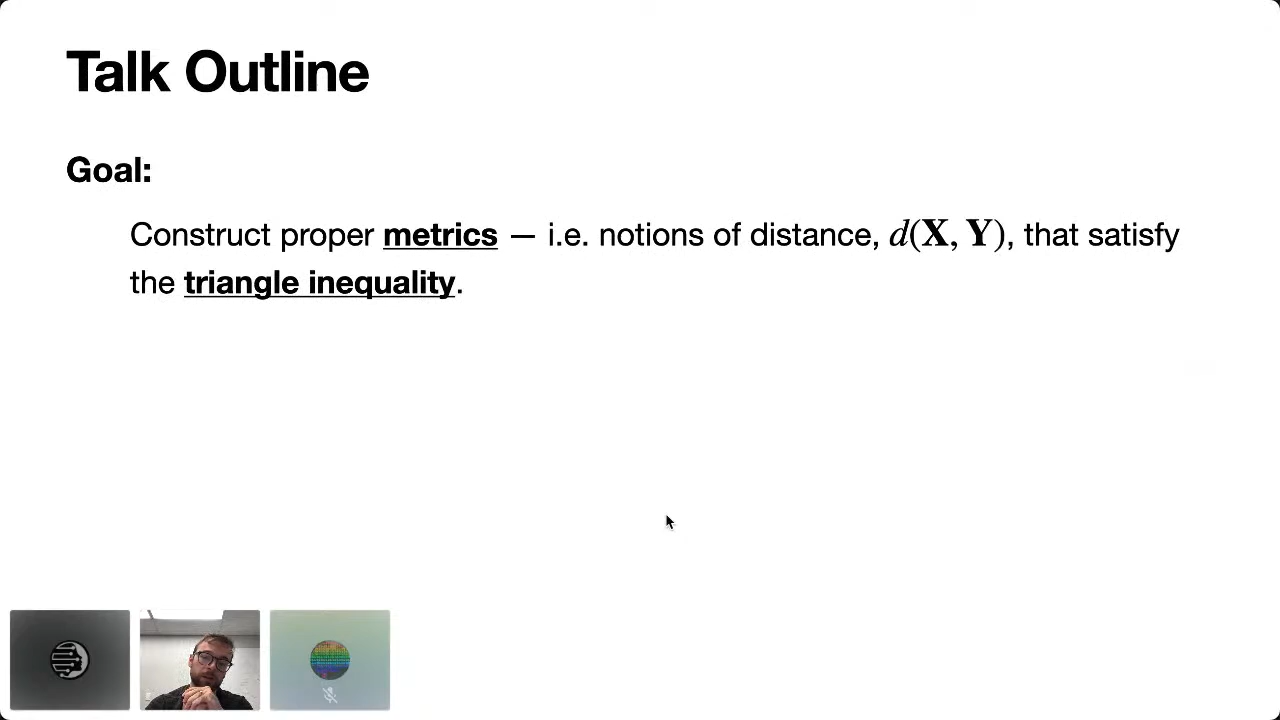 Talk Outline
Goal:
Construct proper metrics — i.e. notions of distance, d(X, Y), that satisfy
the triangle inequality.